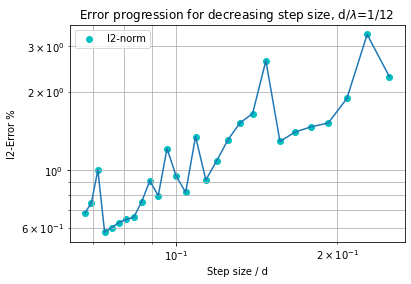 Error progression for decreasing step size, d/λ=1/12
l2-norm
3 × 10⁰
2 × 10⁰
10⁰
6 × 10⁻¹
l2-Error %
10⁻¹
2 × 10⁻¹
Step size / d